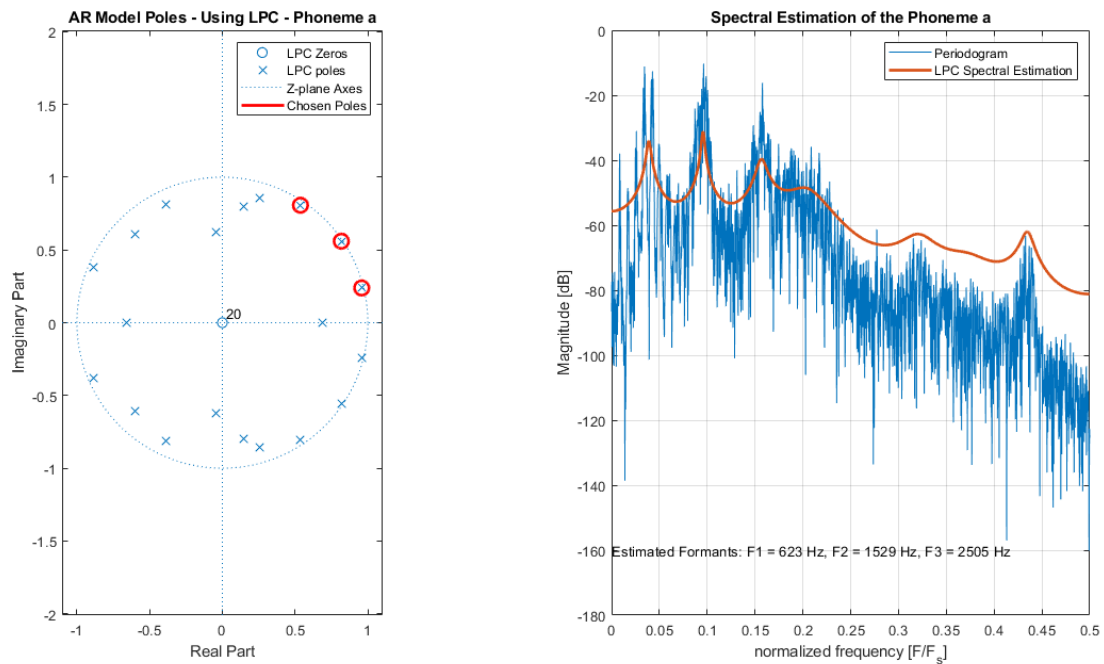 AR Model Poles - Using LPC - Phoneme a
2
1.5
1
0.5
0
-0.5
-1
-1.5
-2
Imaginary Part
LPC Zeros
LPC poles
Z-plane Axes
Chosen Poles
20
-1
-0.5
0
0.5
1
Real Part
Spectral Estimation of the Phoneme a
0
-20
-40
-60
-80
-100
-120
-140
-160
-180
Magnitude [dB]
Periodogram
LPC Spectral Estimation
Estimated Formants: F1 = 623 Hz, F2 = 1529 Hz, F3 = 2505 Hz
0
0.05
0.1
0.15
0.2
0.25
0.3
0.35
0.4
0.45
0.5
normalized frequency [F/Fs]